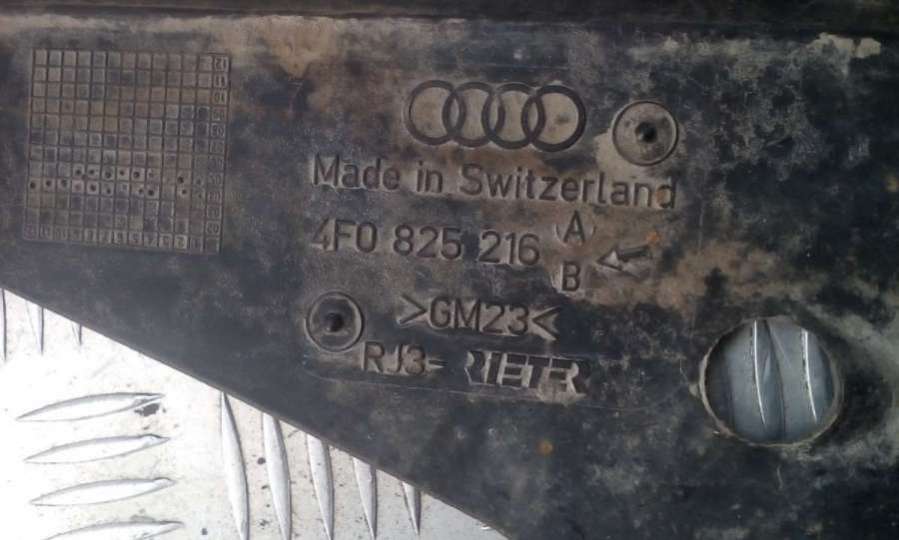 Made in Switzerland
4F0 825 216 A
B
>GM23<
RJ3- RIETER